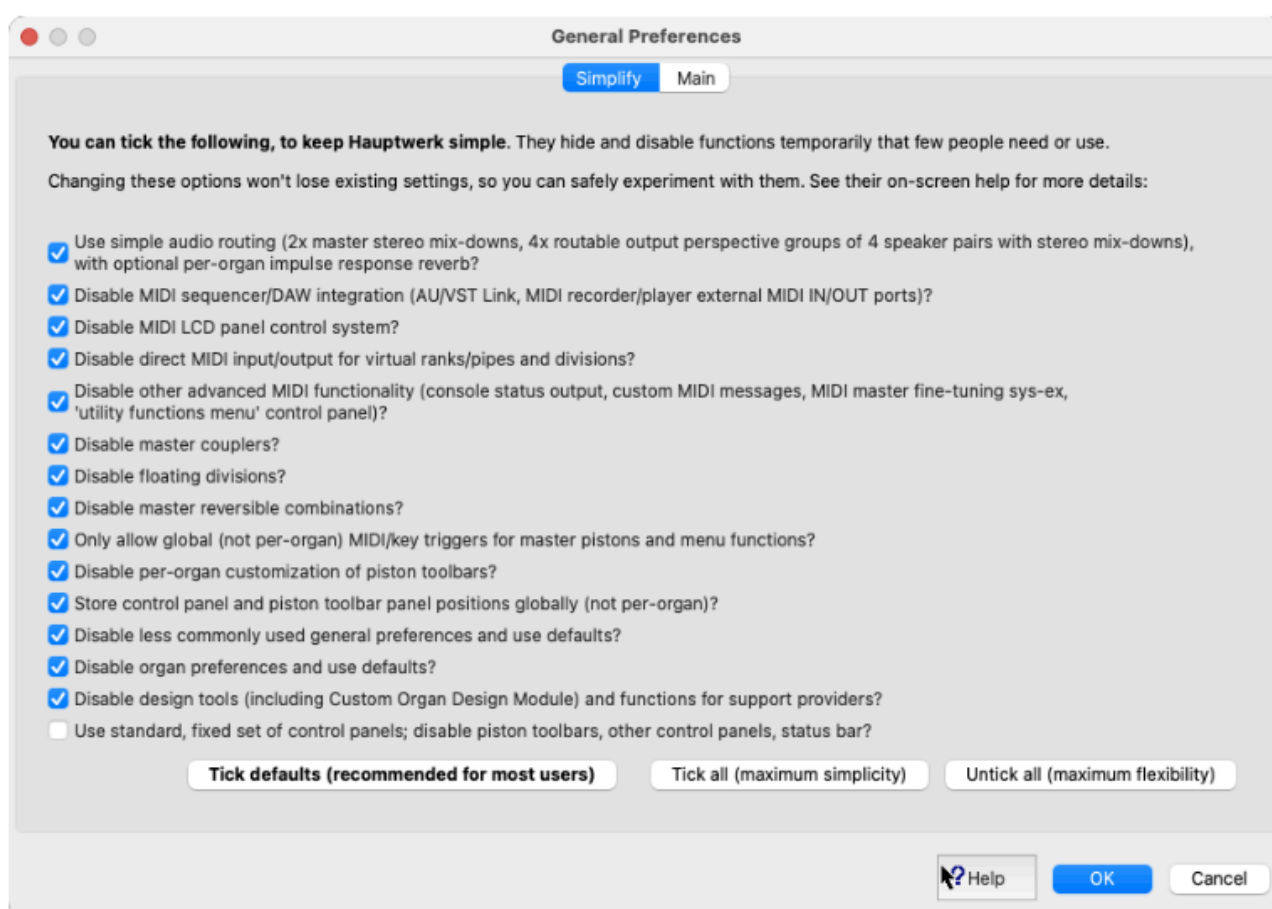 General Preferences
Simplify Main
You can tick the following, to keep Hauptwerk simple. They hide and disable functions temporarily that few people need or use.
Changing these options won't lose existing settings, so you can safely experiment with them. See their on-screen help for more details:
Use simple audio routing (2x master stereo mix-downs, 4x routable output perspective groups of 4 speaker pairs with stereo mix-downs),
with optional per-organ impulse response reverb?
Disable MIDI sequencer/DAW integration (AU/VST Link, MIDI recorder/player external MIDI IN/OUT ports)?
Disable MIDI LCD panel control system?
Disable direct MIDI input/output for virtual ranks/pipes and divisions?
Disable other advanced MIDI functionality (console status output, custom MIDI messages, MIDI master fine-tuning sys-ex,
'utility functions menu' control panel)?
Disable master couplers?
Disable floating divisions?
Disable master reversible combinations?
Only allow global (not per-organ) MIDI/key triggers for master pistons and menu functions?
Disable per-organ customization of piston toolbars?
Store control panel and piston toolbar panel positions globally (not per-organ)?
Disable less commonly used general preferences and use defaults?
Disable organ preferences and use defaults?
Disable design tools (including Custom Organ Design Module) and functions for support providers?
Use standard, fixed set of control panels; disable piston toolbars, other control panels, status bar?
Tick defaults (recommended for most users) Tick all (maximum simplicity) Untick all (maximum flexibility)
? Help OK Cancel